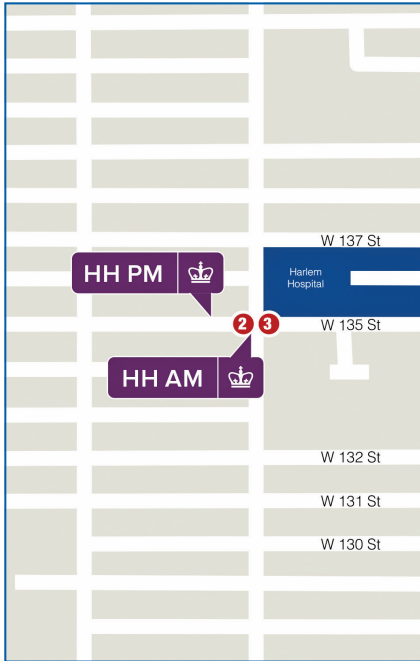 W 137 St
HH PM
Harlem
Hospital
2 3
W 135 St
HH AM
W 132 St
W 131 St
W 130 St